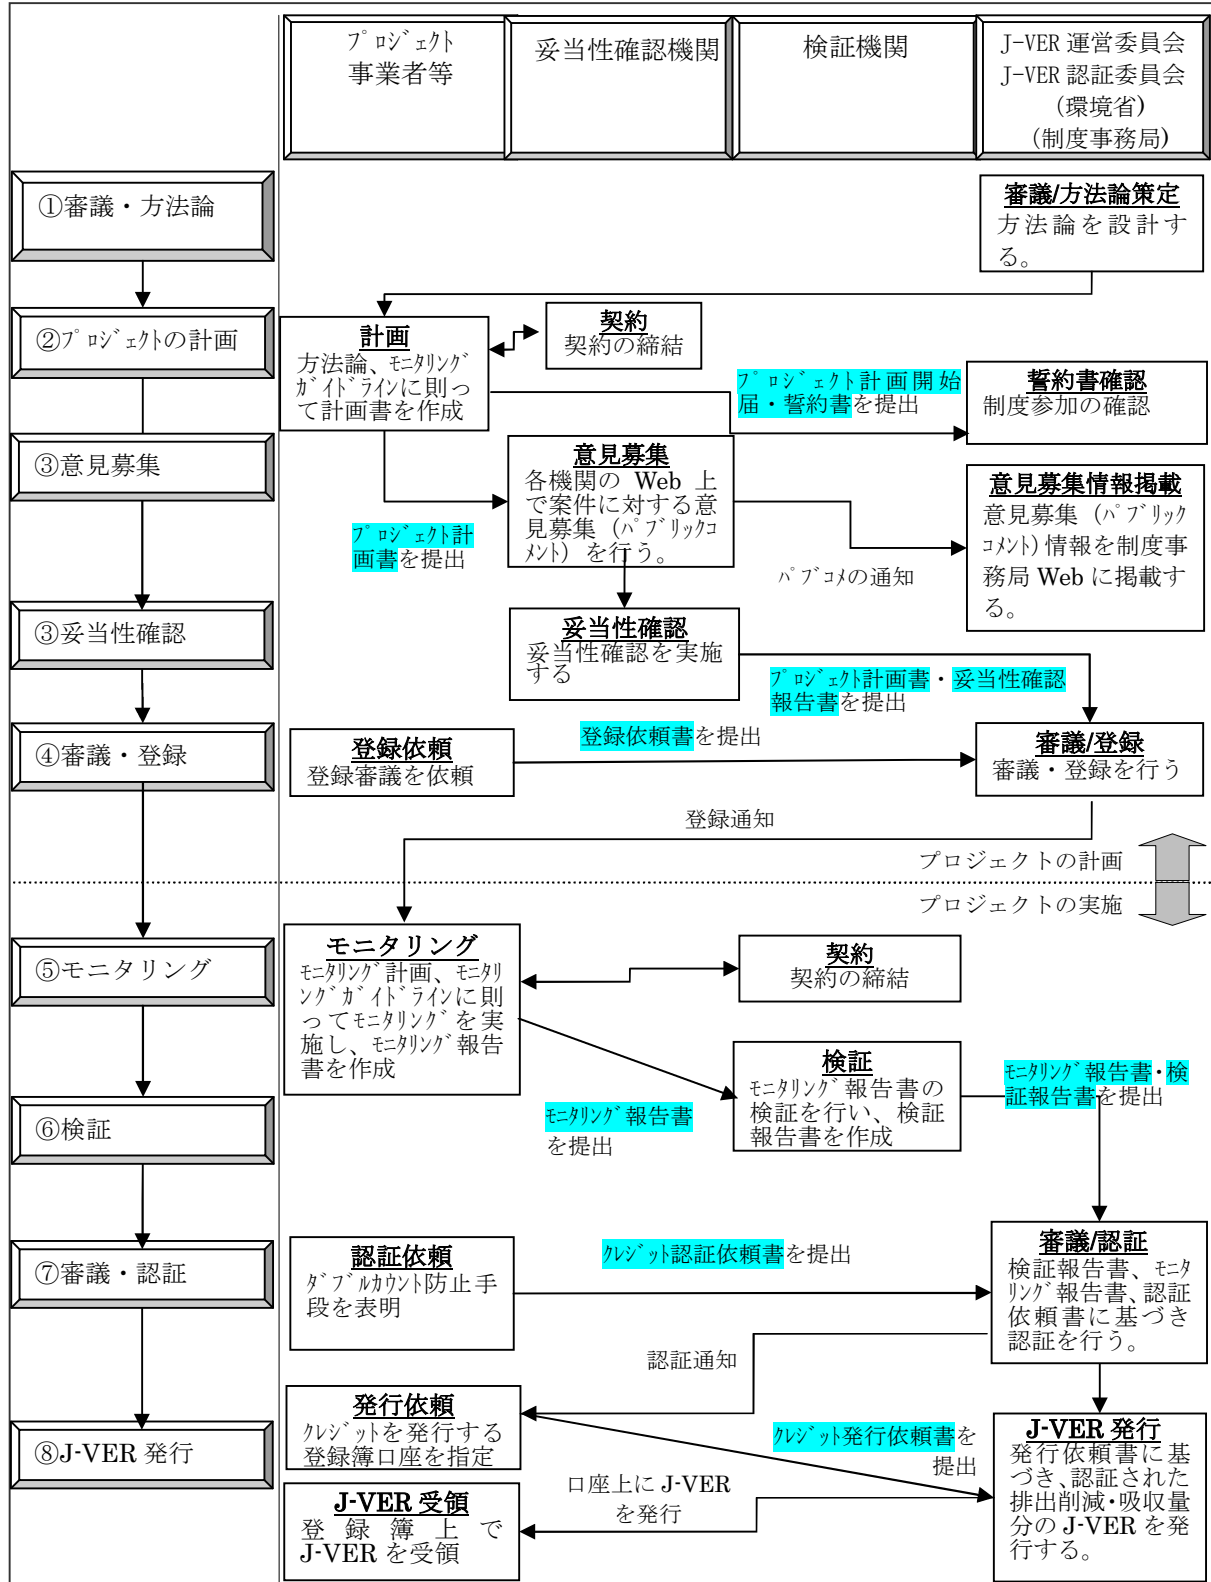 プロジェクト
事業者等
妥当性確認機関
検証機関
J-VER 運営委員会
J-VER 認証委員会
(環境省)
(制度事務局)
①審議・方法論
審議/方法論策定
方法論を設計す
る。
②プロジェクトの計画
計画
方法論、モニタリング
ガイドラインに則っ
て計画書を作成
契約
契約の締結
プロジェクト計画開始
届・誓約書を提出
誓約書確認
制度参加の確認
③意見募集
意見募集
各機関の Web 上
で案件に対する意
見募集（パブリックコ
メント）を行う。
プロジェクト計
画書を提出
パブコメの通知
意見募集情報掲載
意見募集（パブリック
コメント）情報を制度事
務局 Web に掲載す
る。
③妥当性確認
妥当性確認
妥当性確認を実施
する
プロジェクト計画書・妥当性確認
報告書を提出
④審議・登録
登録依頼
登録審議を依頼
登録依頼書を提出
審議/登録
審議・登録を行う
登録通知
プロジェクトの計画
プロジェクトの実施
⑤モニタリング
モニタリング
モニタリング計画、モニタリ
ングガイドラインに則
ってモニタリングを実
施し、モニタリング報告
書を作成
契約
契約の締結
⑥検証
モニタリング報告書
を提出
検証
モニタリング報告書の
検証を行い、検証
報告書を作成
モニタリング報告書・検
証報告書を提出
⑦審議・認証
認証依頼
ダブルカウント防止手
段を表明
クレジット認証依頼書を提出
審議/認証
検証報告書、モニタ
リング報告書、認証
依頼書に基づき
認証を行う。
認証通知
⑧J-VER 発行
発行依頼
クレジットを発行する
登録簿口座を指定
クレジット発行依頼書を
提出
J-VER 発行
発行依頼書に基
づき、認証された
排出削減・吸収量
分の J-VER を発
行する。
口座上に J-VER
を発行
J-VER 受領
登録簿上で
J-VER を受領